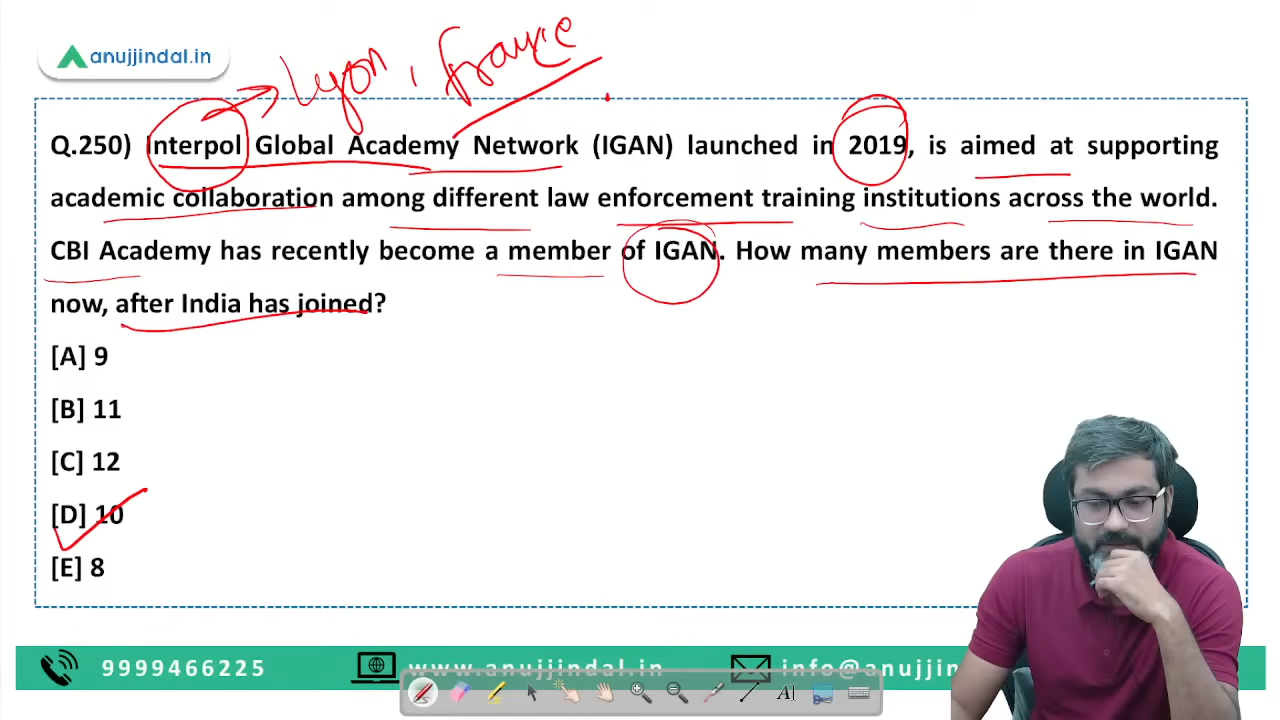 anujjindal.in
Lyon, France
Q.250) Interpol Global Academy Network (IGAN) launched in 2019, is aimed at supporting
academic collaboration among different law enforcement training institutions across the world.
CBI Academy has recently become a member of IGAN. How many members are there in IGAN
now, after India has joined?
[A] 9
[B] 11
[C] 12
[D] 10
[E] 8
9999466225
www.anujjindal.in
info@anujjin
AI